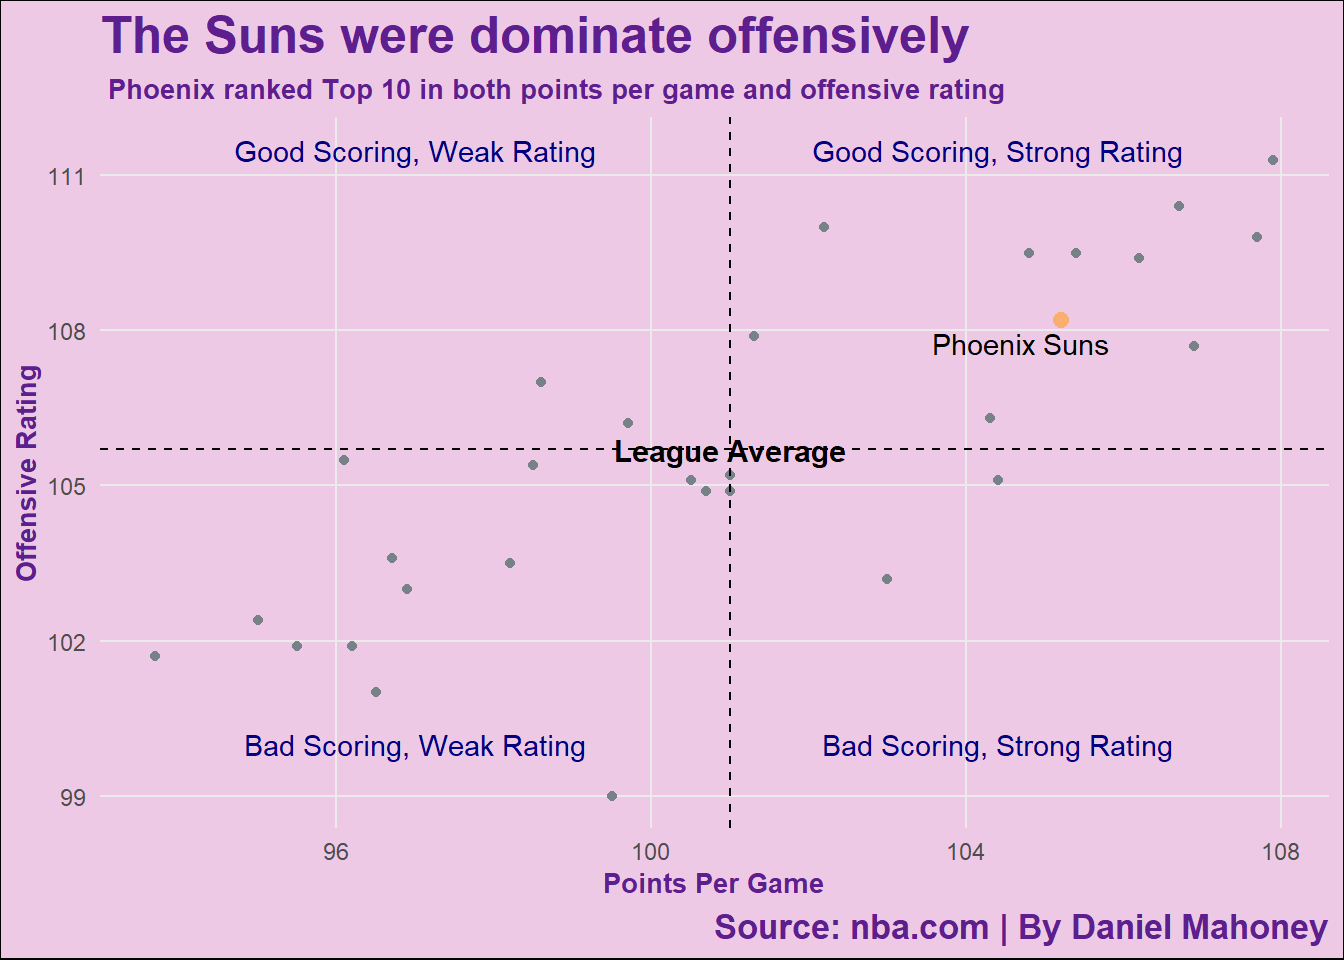 The Suns were dominate offensively
Phoenix ranked Top 10 in both points per game and offensive rating
Good Scoring, Weak Rating
Good Scoring, Strong Rating
111
108
Phoenix Suns
League Average
Offensive Rating
105
102
Bad Scoring, Weak Rating
Bad Scoring, Strong Rating
99
96
100
104
108
Points Per Game
Source: nba.com | By Daniel Mahoney